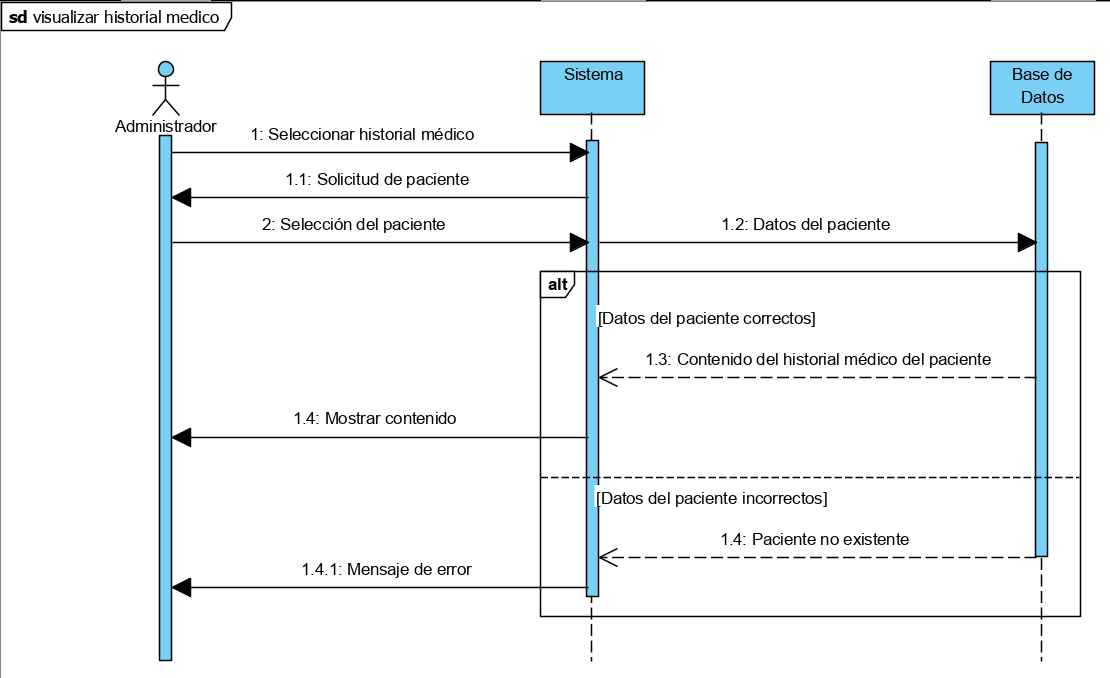 sd visualizar historial medico
Sistema
Base de
Datos
Administrador
1: Seleccionar historial médico
1.1: Solicitud de paciente
2: Selección del paciente
1.2: Datos del paciente
alt
[Datos del paciente correctos]
1.3: Contenido del historial médico del paciente
1.4: Mostrar contenido
[Datos del paciente incorrectos]
1.4: Paciente no existente
1.4.1: Mensaje de error